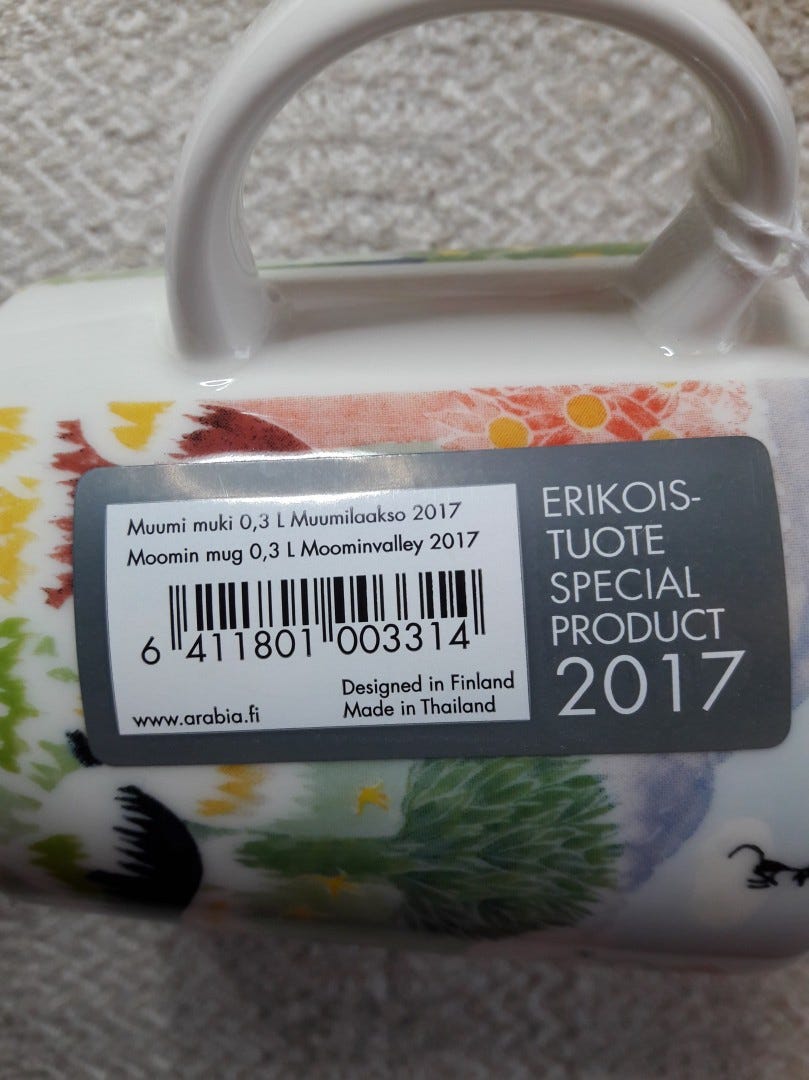 Muumi muki 0,3 L Muumilaakso 2017
Moomin mug 0,3 L Moominvalley 2017
6 411801 003314
Designed in Finland
www.arabia.fi Made in Thailand
ERIKOIS-
TUOTE
SPECIAL
PRODUCT
2017